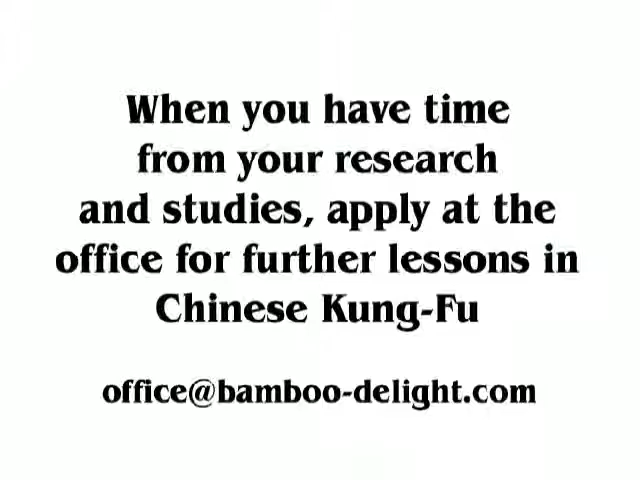 When you have time
from your research
and studies, apply at the
office for further lessons in
Chinese Kung-Fu
office@bamboo-delight.com